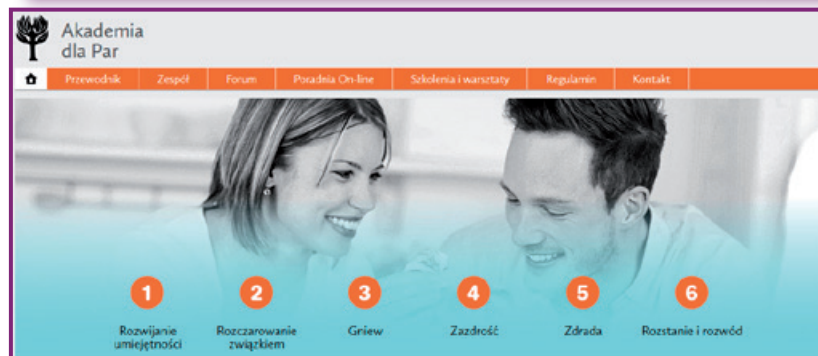 Akademia
dla Par
Przewodnik Zespół Forum Poradnia On-line Szkolenia i warsztaty Regulamin Kontakt
1 2 3 4 5 6
Rozwijanie Rozczarowanie Gniew Zazdrość Zdrada Rozstanie i rozwód
umiejętności związkiem